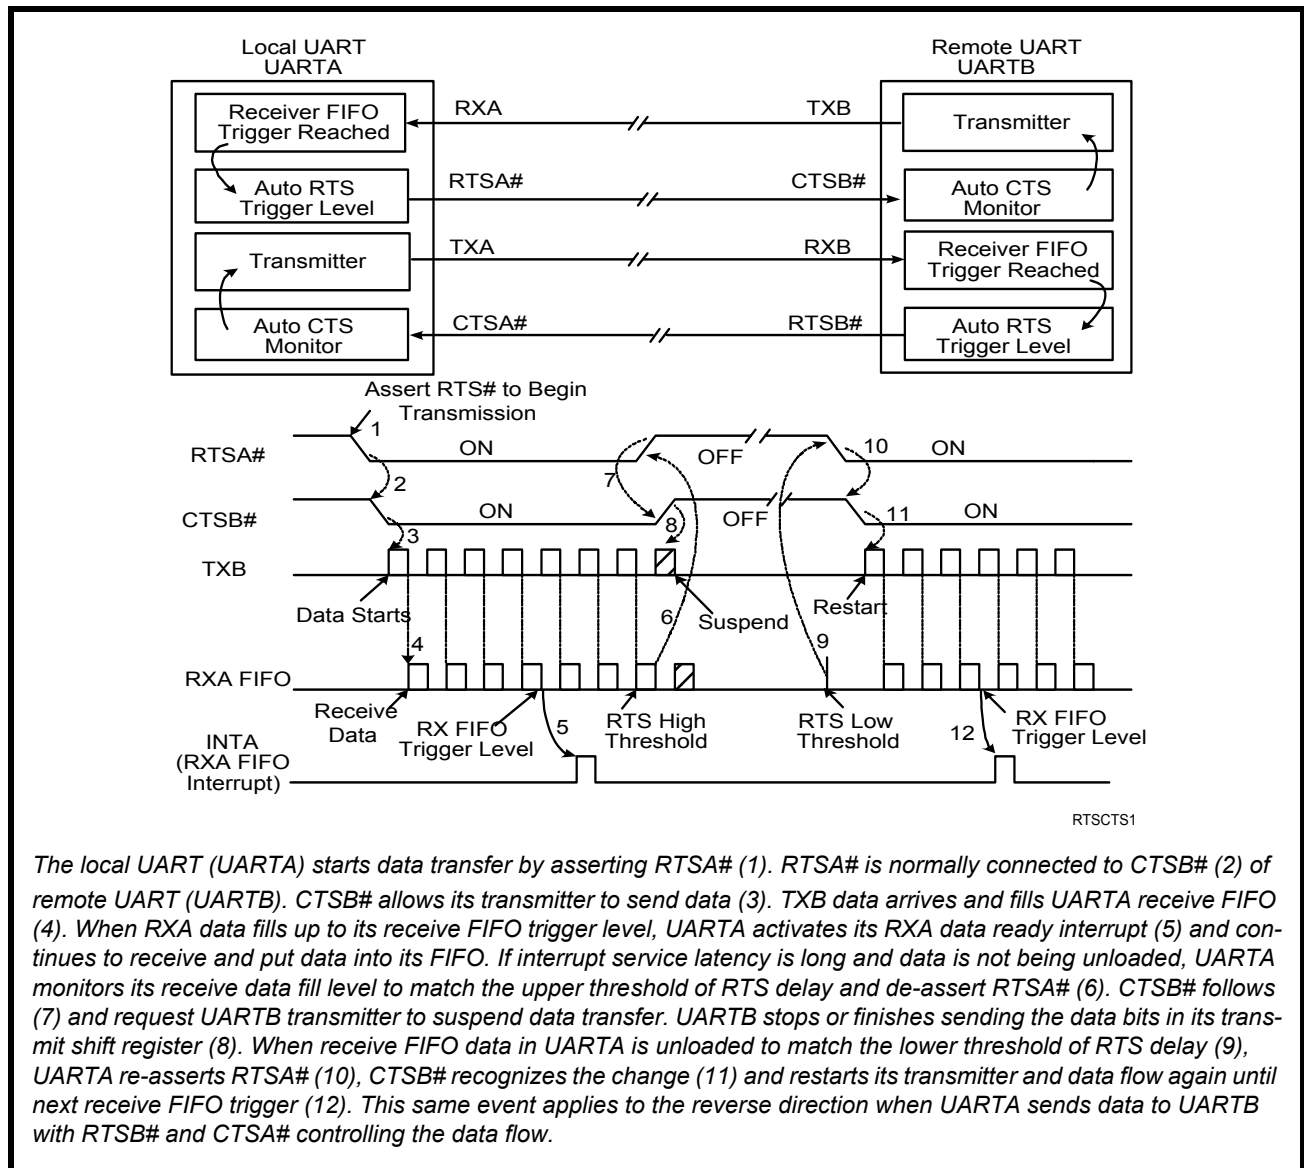 Local UART
UARTA
Remote UART
UARTB
Receiver FIFO
Trigger Reached
RXA
TXB
Transmitter
Auto RTS
Trigger Level
RTSA#
CTSB#
Auto CTS
Monitor
Transmitter
TXA
RXB
Receiver FIFO
Trigger Reached
Auto CTS
Monitor
CTSA#
RTSB#
Auto RTS
Trigger Level
Assert RTS# to Begin
Transmission
1
RTSA#
ON
7
OFF
10
ON
2
CTSB#
ON
8
OFF
11
ON
3
TXB
Data Starts
6
Suspend
Restart
4
9
RXA FIFO
Receive
Data
RX FIFO
Trigger Level
5
RTS High
Threshold
RTS Low
Threshold
12
RX FIFO
Trigger Level
INTA
(RXA FIFO
Interrupt)
RTSCTS1
The local UART (UARTA) starts data transfer by asserting RTSA# (1). RTSA# is normally connected to CTSB# (2) of
remote UART (UARTB). CTSB# allows its transmitter to send data (3). TXB data arrives and fills UARTA receive FIFO
(4). When RXA data fills up to its receive FIFO trigger level, UARTA activates its RXA data ready interrupt (5) and con-
tinues to receive and put data into its FIFO. If interrupt service latency is long and data is not being unloaded, UARTA
monitors its receive data fill level to match the upper threshold of RTS delay and de-assert RTSA# (6). CTSB# follows
(7) and request UARTB transmitter to suspend data transfer. UARTB stops or finishes sending the data bits in its trans-
mit shift register (8). When receive FIFO data in UARTA is unloaded to match the lower threshold of RTS delay (9),
UARTA re-asserts RTSA# (10), CTSB# recognizes the change (11) and restarts its transmitter and data flow again until
next receive FIFO trigger (12). This same event applies to the reverse direction when UARTA sends data to UARTB
with RTSB# and CTSA# controlling the data flow.